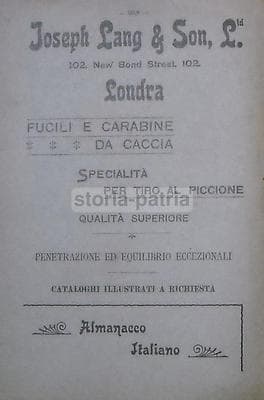 Joseph Lang & Son, Ltd
102, New Bond Street, 102
Londra
FUCILI E CARABINE
DA CACCIA
SPECIALITÀ
PER TIRO AL PICCIONE
storia-patria
QUALITÀ SUPERIORE
PENETRAZIONE ED EQUILIBRIO ECCEZIONALI
CATALOGHI ILLUSTRATI A RICHIESTA
Almanacco
Italiano